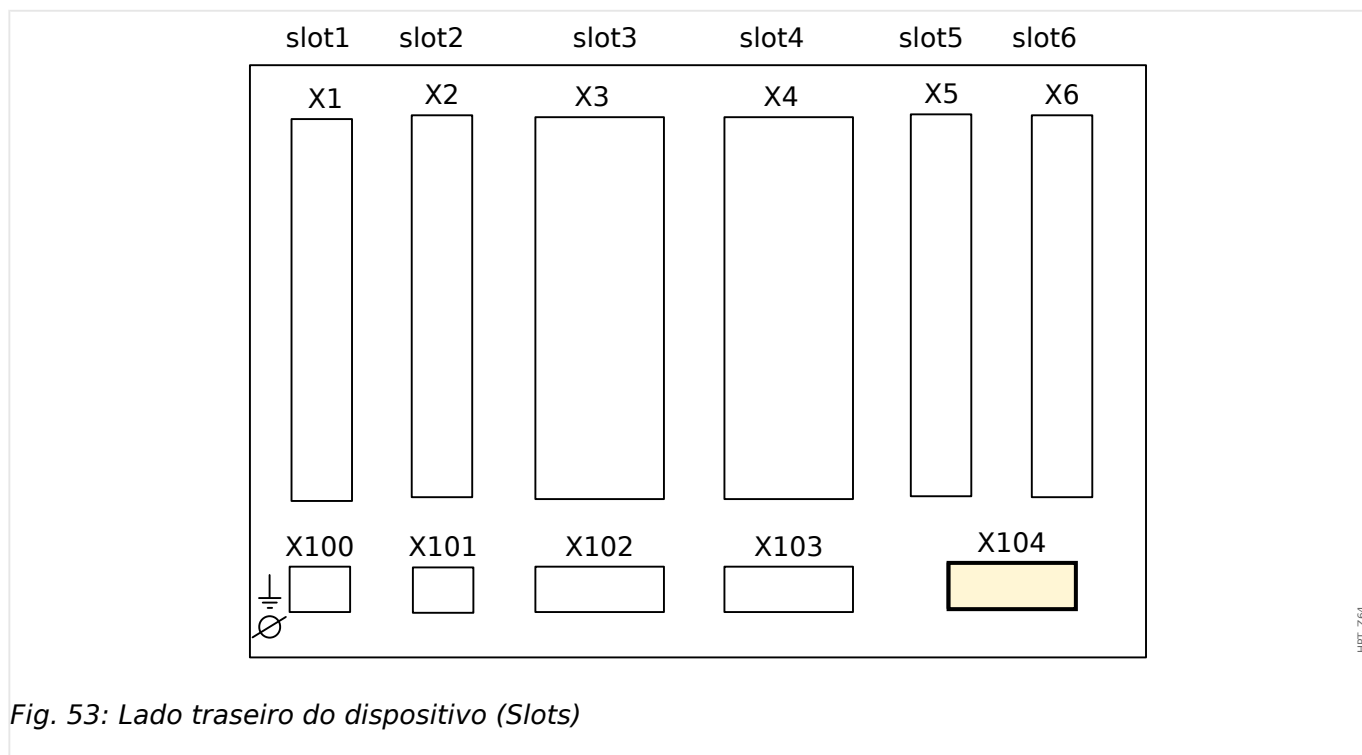 slot1 slot2 slot3 slot4 slot5 slot6
X1 X2 X3 X4 X5 X6
X100 X101 X102 X103 X104
HPT_Z64
Fig. 53: Lado traseiro do dispositivo (Slots)